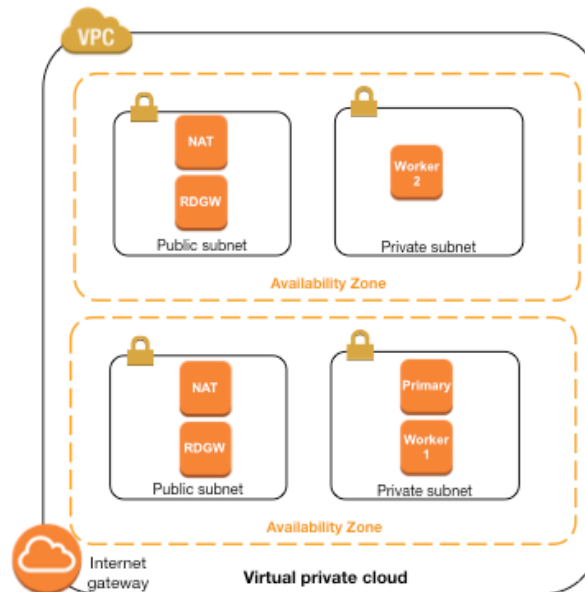 VPC
NAT
RDGW
Public subnet
Worker
2
Private subnet
Availability Zone
NAT
RDGW
Public subnet
Primary
Worker
1
Private subnet
Availability Zone
Internet
gateway
Virtual private cloud